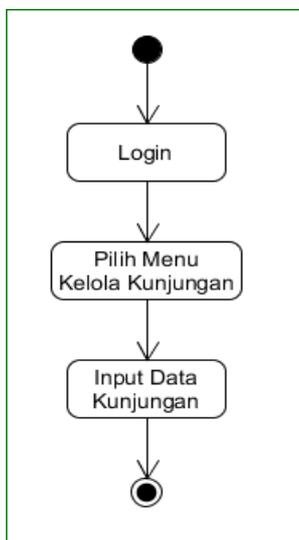 Login
Pilih Menu
Kelola Kunjungan
Input Data
Kunjungan